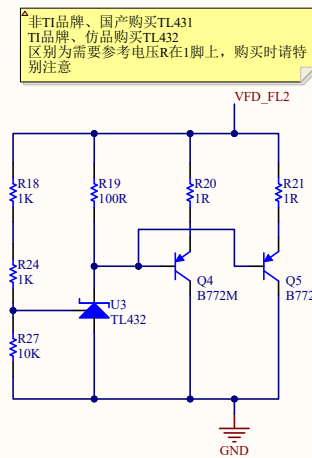 非TI品牌、国产购买TL431
TI品牌、仿品购买TL432
区别为需要参考电压R在1脚上，购买时请特
别注意
VFD_FL2
R18
1K
R19
100R
R20
1R
R21
1R
R24
1K
Q4
B772M
Q5
B772
U3
TL432
R27
10K
GND